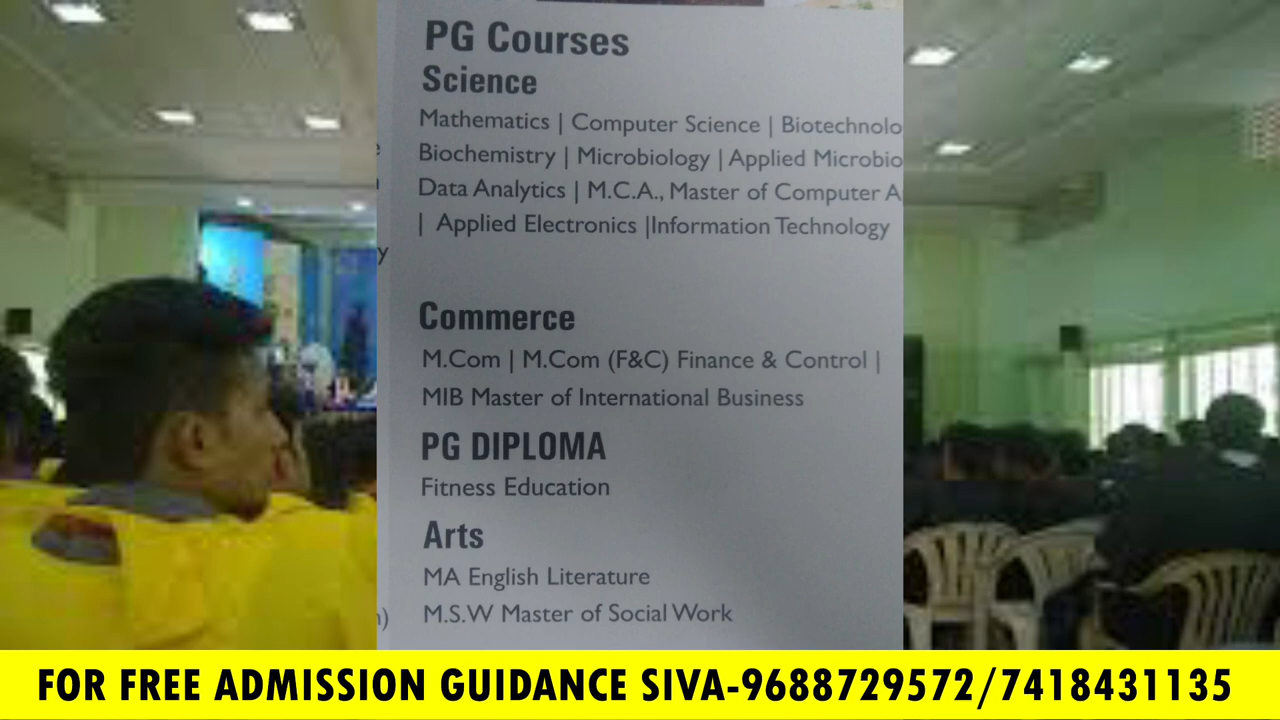 PG Courses
Science
Mathematics | Computer Science | Biotechnolo
Biochemistry | Microbiology | Applied Microbio
Data Analytics | M.C.A., Master of Computer A
| Applied Electronics |Information Technology
Commerce
M.Com | M.Com (F&C) Finance & Control |
MIB Master of International Business
PG DIPLOMA
Fitness Education
Arts
MA English Literature
M.S.W Master of Social Work
FOR FREE ADMISSION GUIDANCE SIVA-9688729572/7418431135